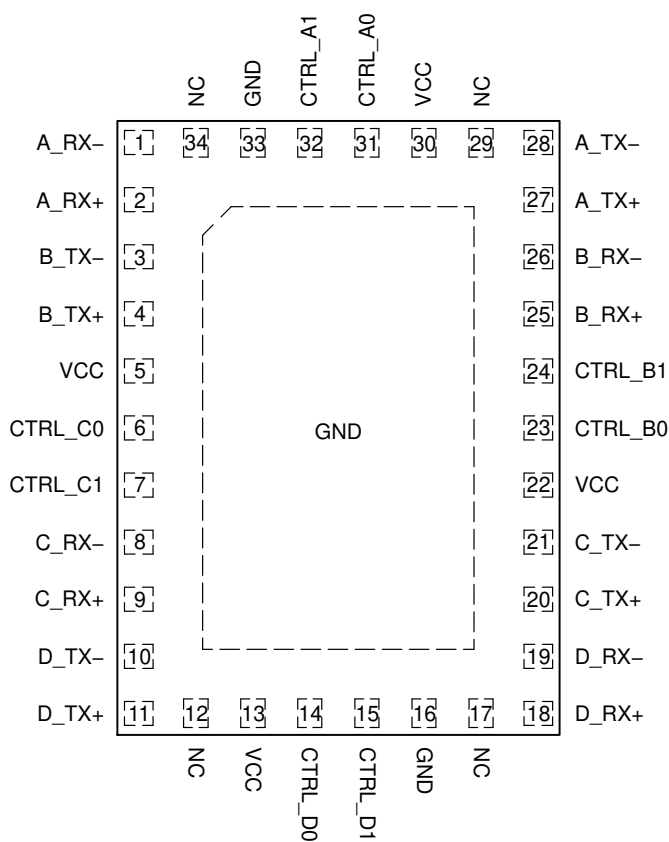 NC GND CTRL_A1 CTRL_A0 VCC NC
A_RX− 1 34 33 32 31 30 29 28 A_TX−
A_RX+ 2 27 A_TX+
B_TX− 3 26 B_RX−
B_TX+ 4 25 B_RX+
VCC 5 24 CTRL_B1
CTRL_C0 6 GND 23 CTRL_B0
CTRL_C1 7 22 VCC
C_RX− 8 21 C_TX−
C_RX+ 9 20 C_TX+
D_TX− 10 19 D_RX−
D_TX+ 11 12 13 14 15 16 17 18 D_RX+
NC VCC CTRL_D0 CTRL_D1 GND NC